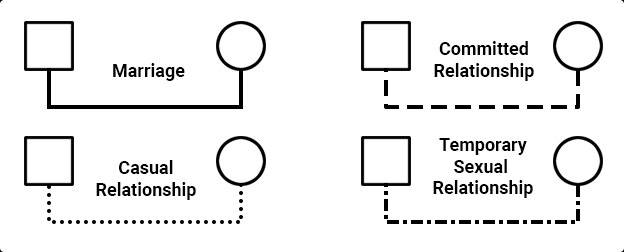 Marriage
Committed
Relationship
Casual
Relationship
Temporary
Sexual
Relationship